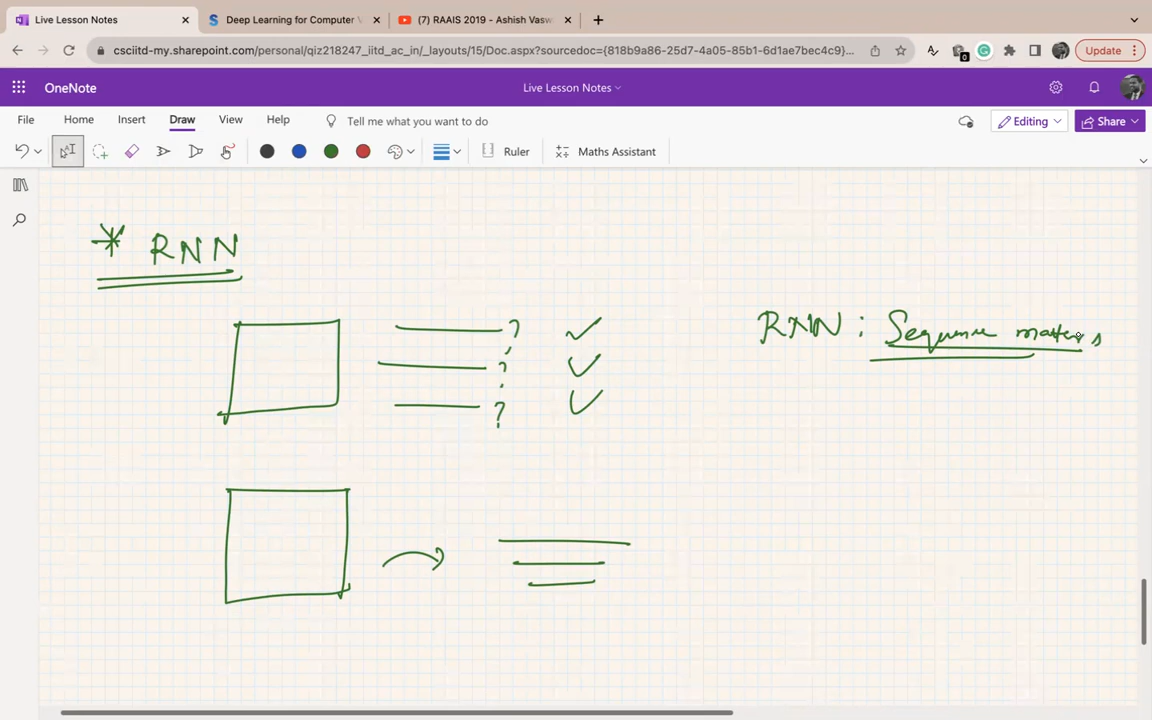 Live Lesson Notes
Deep Learning for Computer V
(7) RAAIS 2019 - Ashish Vasw
csciitd-my.sharepoint.com/personal/qiz218247_iitd_ac_in/_layouts/15/Doc.aspx?sourcedoc={818b9a86-25d7-4a05-85b1-6d1ae7bec4c9}...
0
Update
OneNote
Live Lesson Notes
File Home Insert Draw View Help Tell me what you want to do
Editing Share
Ruler Maths Assistant
* RNN
?
?
?
RNN : Sequence matters